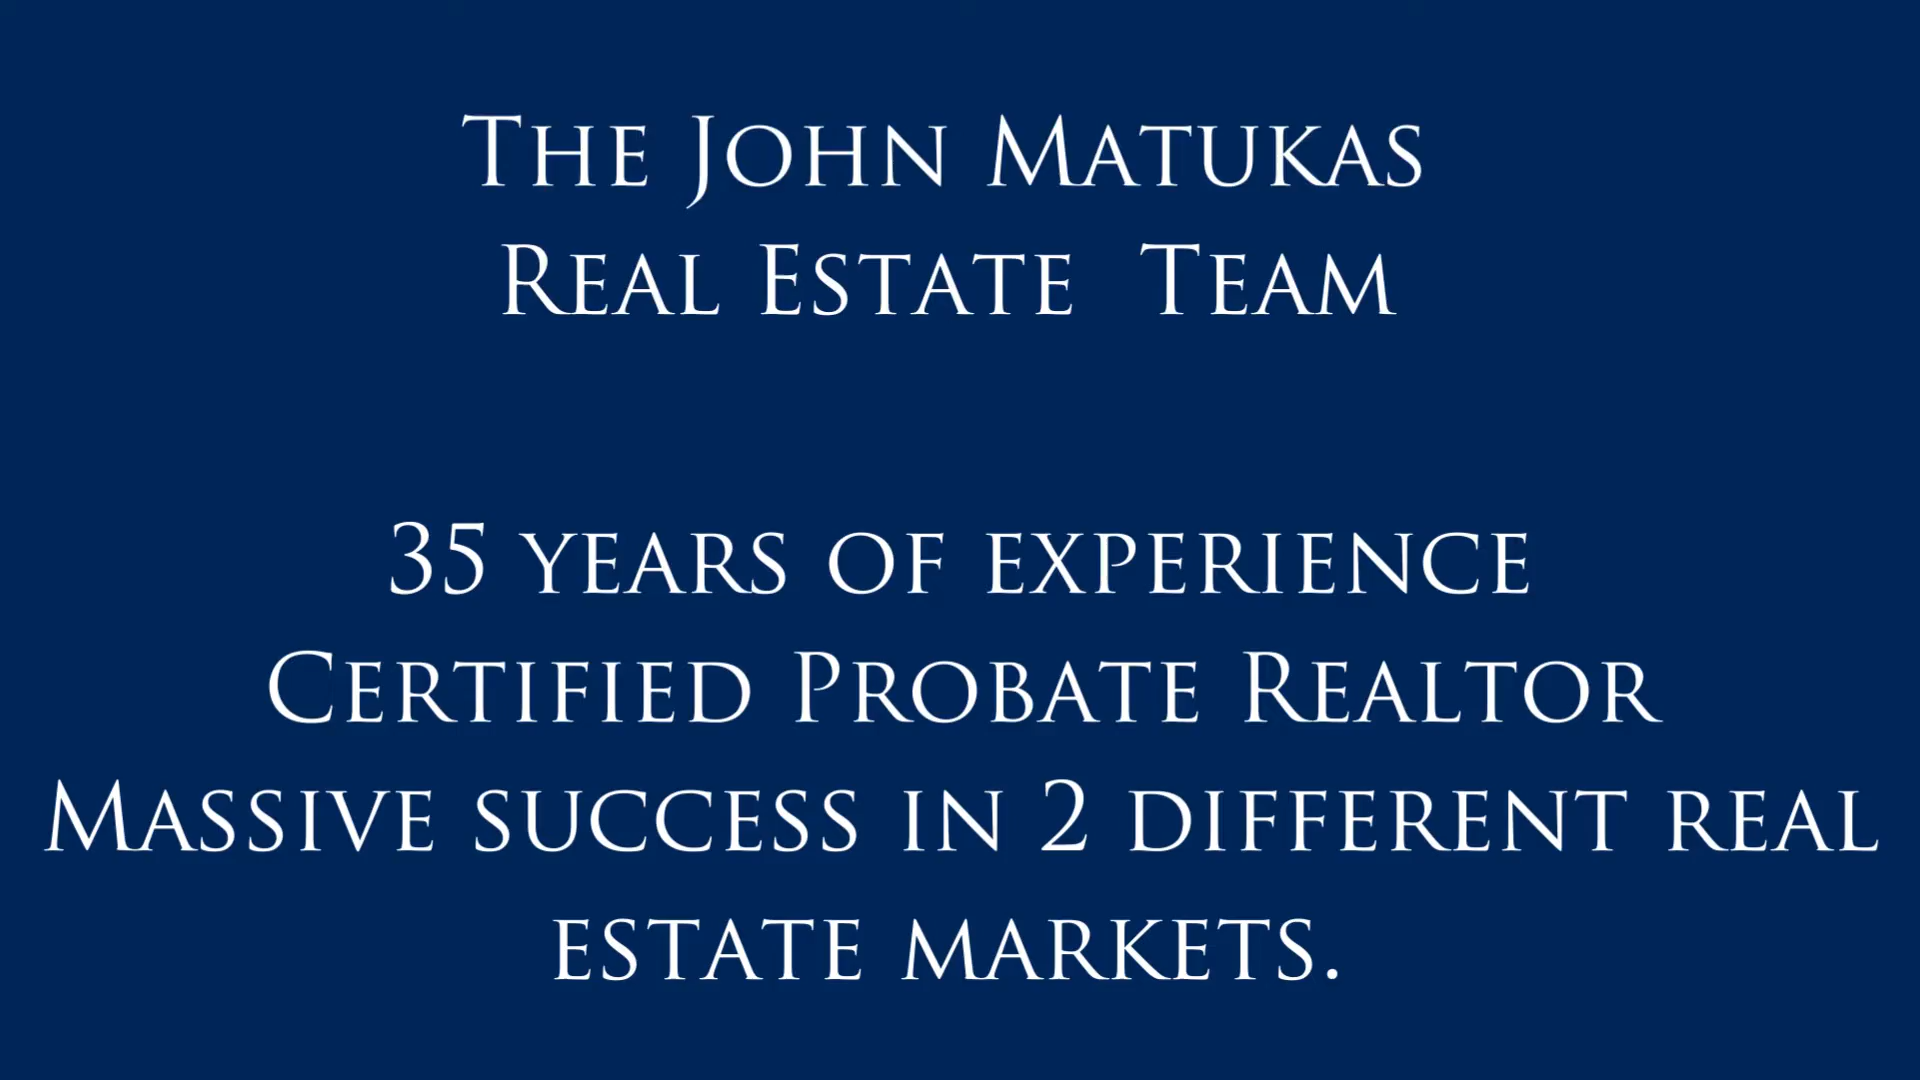 The John Matukas
Real Estate  Team
35 years of experience
Certified Probate Realtor
Massive success in 2 different real
estate markets.